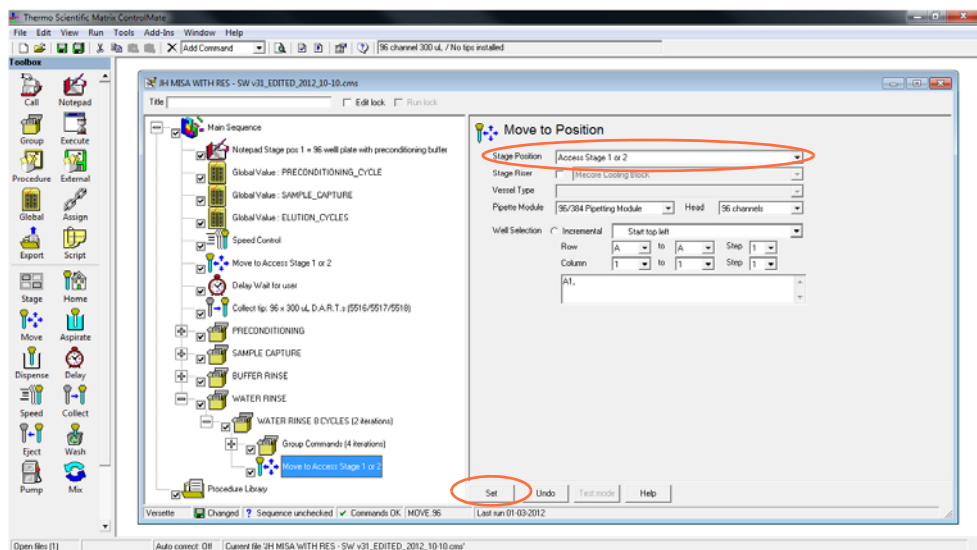 Thermo Scientific Matrix ControlMate
File Edit View Run Tools Add-Ins Window Help
Add Command 96 channel 300 uL, / No tips installed
Toolbox
Call Notepad
Group Execute
Procedure External
Global Assign
Export Script
Stage Home
Move Aspirate
Dispense Delay
Speed Collect
Eject Wash
Pump Mix
JH MISA WITH RES - SW v31_EDITED_2012_10-10.cms
Title Edit lock Run lock
Main Sequence
Notepad Stage pos 1 = 96 well plate with preconditioning buffer
Global Value : PRECONDITIONING_CYCLE
Global Value : SAMPLE_CAPTURE
Global Value : ELUTION_CYCLES
Speed Control
Move to Access Stage 1 or 2
Delay Wait for user
Collect tip: 96 x 300 uL D.A.R.T.s (5516/5517/5518)
PRECONDITIONING
SAMPLE CAPTURE
BUFFER RINSE
WATER RINSE
WATER RINSE 8 CYCLES (2 iterations)
Group Commands (4 iterations)
Move to Access Stage 1 or 2
Procedure Library
Move to Position
Stage Position Access Stage 1 or 2
Stage Riser Mecore Cooling Block
Vessel Type
Pipette Module 96/384 Pipetting Module Head 96 channels
Well Selection Incremental Start top left
Row A to A Step 1
Column 1 to 1 Step 1
A1,
Set Undo Test mode Help
Versette Changed ? Sequence unchecked Commands OK MOVE.96 Last run 01-03-2012
Open files (1) Auto correct: Off Current file 'JH MISA WITH RES - SW v31_EDITED_2012_10-10.cms'